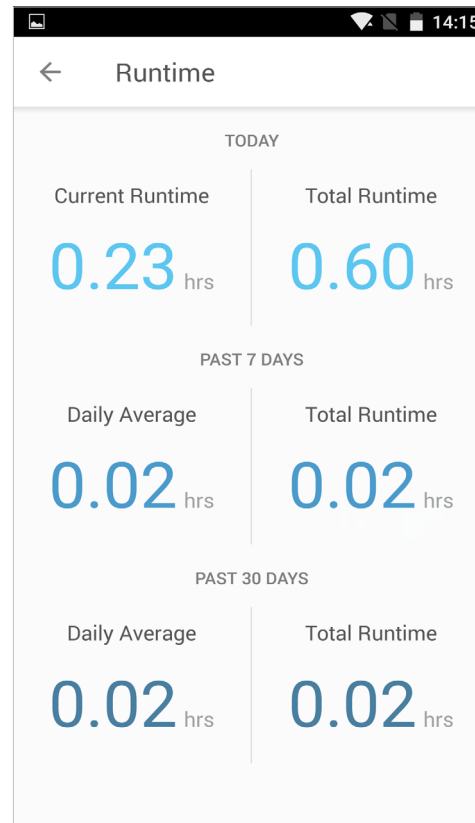 14:15
Runtime
TODAY
Current Runtime
Total Runtime
0.23 hrs
0.60 hrs
PAST 7 DAYS
Daily Average
Total Runtime
0.02 hrs
0.02 hrs
PAST 30 DAYS
Daily Average
Total Runtime
0.02 hrs
0.02 hrs